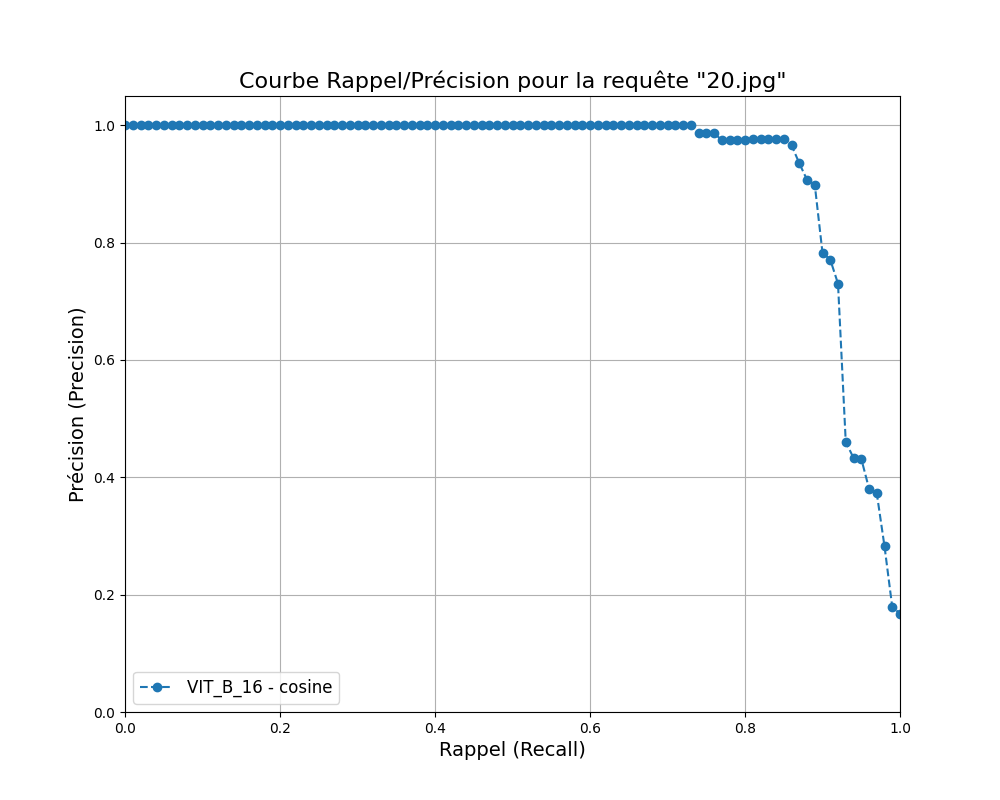 Courbe Rappel/Précision pour la requête "20.jpg"
1.0
0.8
0.6
0.4
0.2
0.0
Précision (Precision)
VIT_B_16 - cosine
0.0 0.2 0.4 0.6 0.8 1.0
Rappel (Recall)